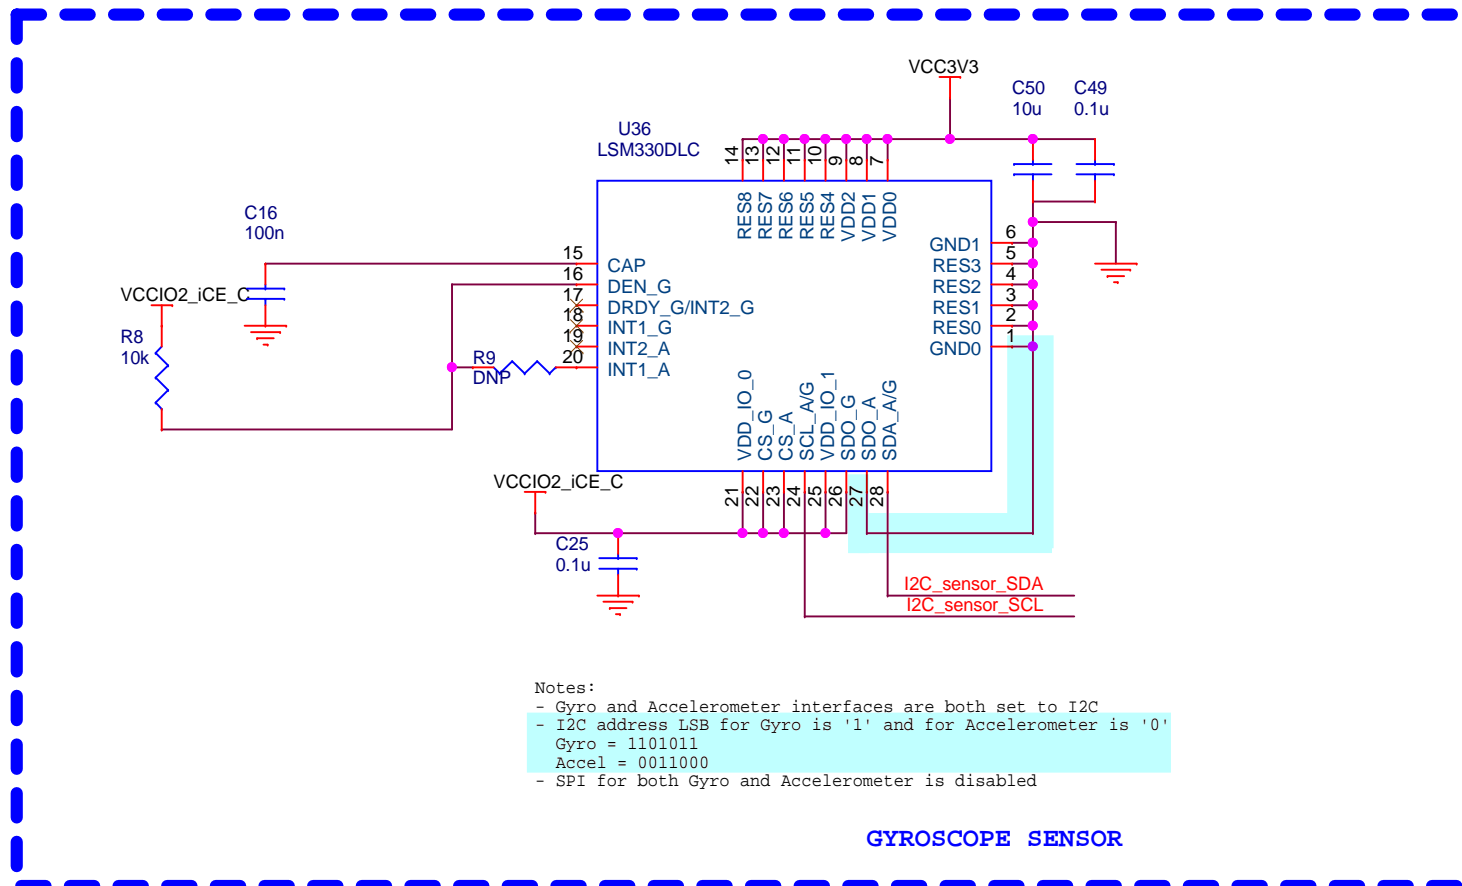 VCC3V3
C50
10u
C49
0.1u
U36
LSM330DLC
14
13
12
11
10
9
8
7
RES8
RES7
RES6
RES5
RES4
VDD2
VDD1
VDD0
C16
100n
15
CAP
16
DEN_G
17
DRDY_G/INT2_G
18
INT1_G
19
INT2_A
20
INT1_A
GND1
6
RES3
5
RES2
4
RES1
3
RES0
2
GND0
1
VCCIO2_iCE_C
R8
10k
R9
DNP
VDD_IO_0
CS_G
CS_A
SCL_A/G
VDD_IO_1
SDO_G
SDO_A
SDA_A/G
21
22
23
24
25
26
27
28
VCCIO2_iCE_C
C25
0.1u
I2C_sensor_SDA
I2C_sensor_SCL
Notes:
- Gyro and Accelerometer interfaces are both set to I2C
- I2C address LSB for Gyro is '1' and for Accelerometer is '0'
Gyro = 1101011
Accel = 0011000
- SPI for both Gyro and Accelerometer is disabled
GYROSCOPE SENSOR